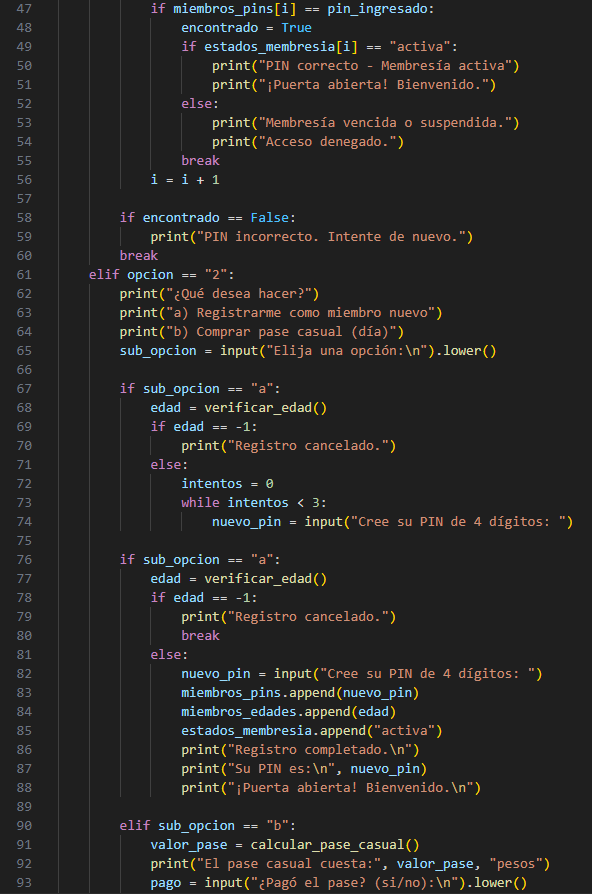 47 if miembros_pins[i] == pin_ingresado:
48 encontrado = True
49 if estados_membresia[i] == "activa":
50 print("PIN correcto - Membresía activa")
51 print("¡Puerta abierta! Bienvenido.")
52 else:
53 print("Membresía vencida o suspendida.")
54 print("Acceso denegado.")
55 break
56 i = i + 1
57
58 if encontrado == False:
59 print("PIN incorrecto. Intente de nuevo.")
60 break
61 elif opcion == "2":
62 print("¿Qué desea hacer?")
63 print("a) Registrarme como miembro nuevo")
64 print("b) Comprar pase casual (día)")
65 sub_opcion = input("Elija una opción:\n").lower()
66
67 if sub_opcion == "a":
68 edad = verificar_edad()
69 if edad == -1:
70 print("Registro cancelado.")
71 else:
72 intentos = 0
73 while intentos < 3:
74 nuevo_pin = input("Cree su PIN de 4 dígitos: ")
75
76 if sub_opcion == "a":
77 edad = verificar_edad()
78 if edad == -1:
79 print("Registro cancelado.")
80 break
81 else:
82 nuevo_pin = input("Cree su PIN de 4 dígitos: ")
83 miembros_pins.append(nuevo_pin)
84 miembros_edades.append(edad)
85 estados_membresia.append("activa")
86 print("Registro completado.\n")
87 print("Su PIN es:\n", nuevo_pin)
88 print("¡Puerta abierta! Bienvenido.\n")
89
90 elif sub_opcion == "b":
91 valor_pase = calcular_pase_casual()
92 print("El pase casual cuesta:", valor_pase, "pesos")
93 pago = input("¿Pagó el pase? (si/no):\n").lower()